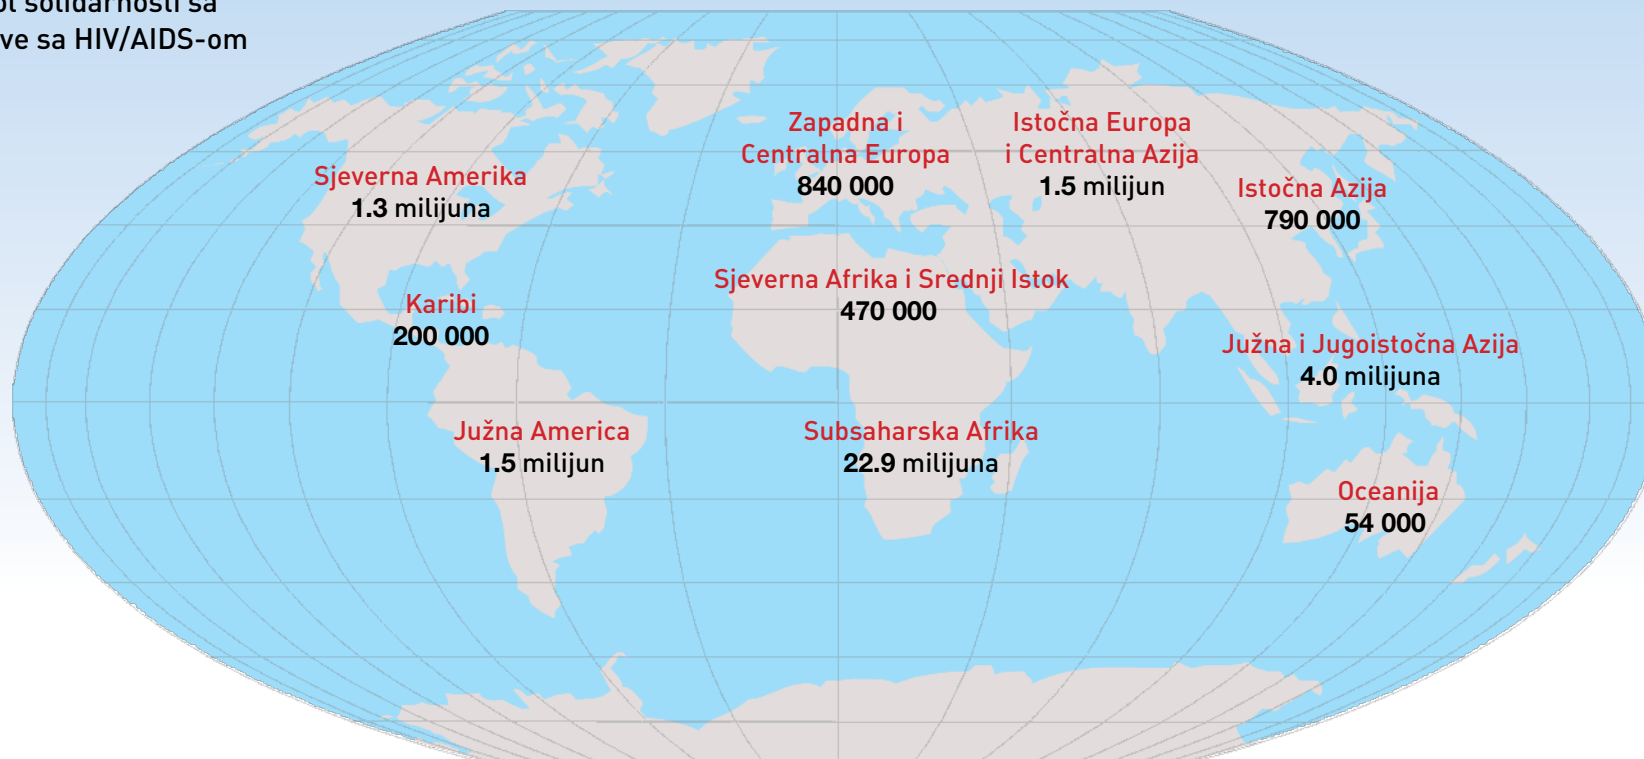 solidarnosti sa
sa HIV/AIDS-om
Zapadna i
Centralna Europa
840 000
Istočna Europa
i Centralna Azija
1.5 milijun
Sjeverna Amerika
1.3 milijuna
Istočna Azija
790 000
Sjeverna Afrika i Srednji Istok
470 000
Karibi
200 000
Južna i Jugoistočna Azija
4.0 milijuna
Južna America
1.5 milijun
Subsaharska Afrika
22.9 milijuna
Oceanija
54 000